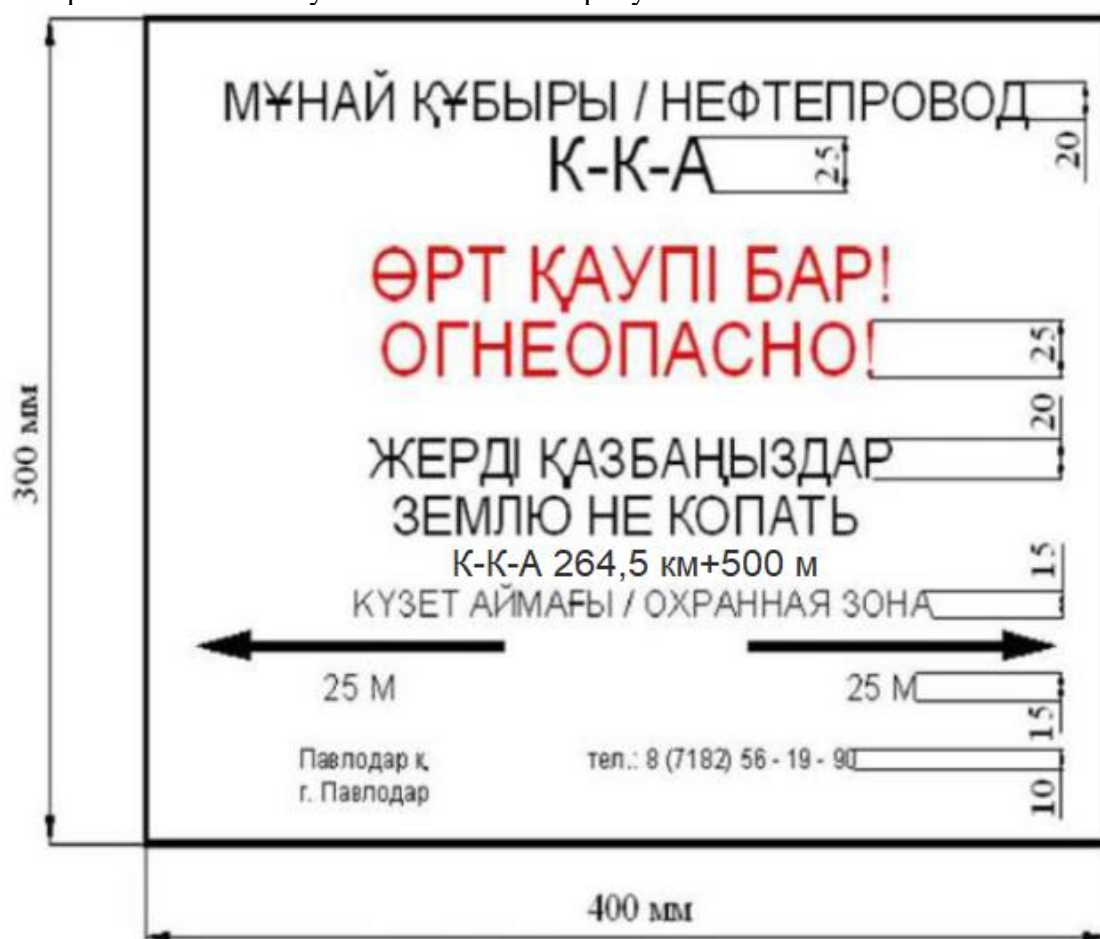 МҰНАЙ ҚҰБЫРЫ / НЕФТЕПРОВОД
20
К-К-А
25
ӨРТ ҚАУПІ БАР!
ОГНЕОПАСНО!
25
20
ЖЕРДІ ҚАЗБАҢЫЗДАР
ЗЕМЛЮ НЕ КОПАТЬ
К-К-А 264,5 км+500 м
15
КҮЗЕТ АЙМАҒЫ / ОХРАННАЯ ЗОНА
25 М
25 М
15
Павлодар қ.
тел.: 8 (7182) 56 - 19 - 90
г. Павлодар
10
300 мм
400 мм